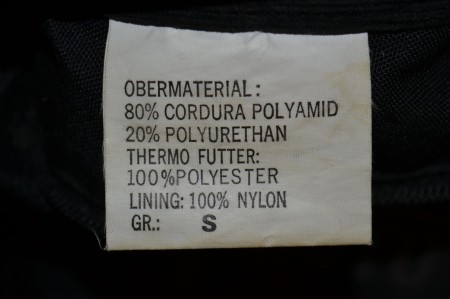 OBERMATERIAL:
80% CORDURA POLYAMID
20% POLYURETHAN
THERMO FUTTER:
100%POLYESTER
LINING: 100% NYLON
GR.: S